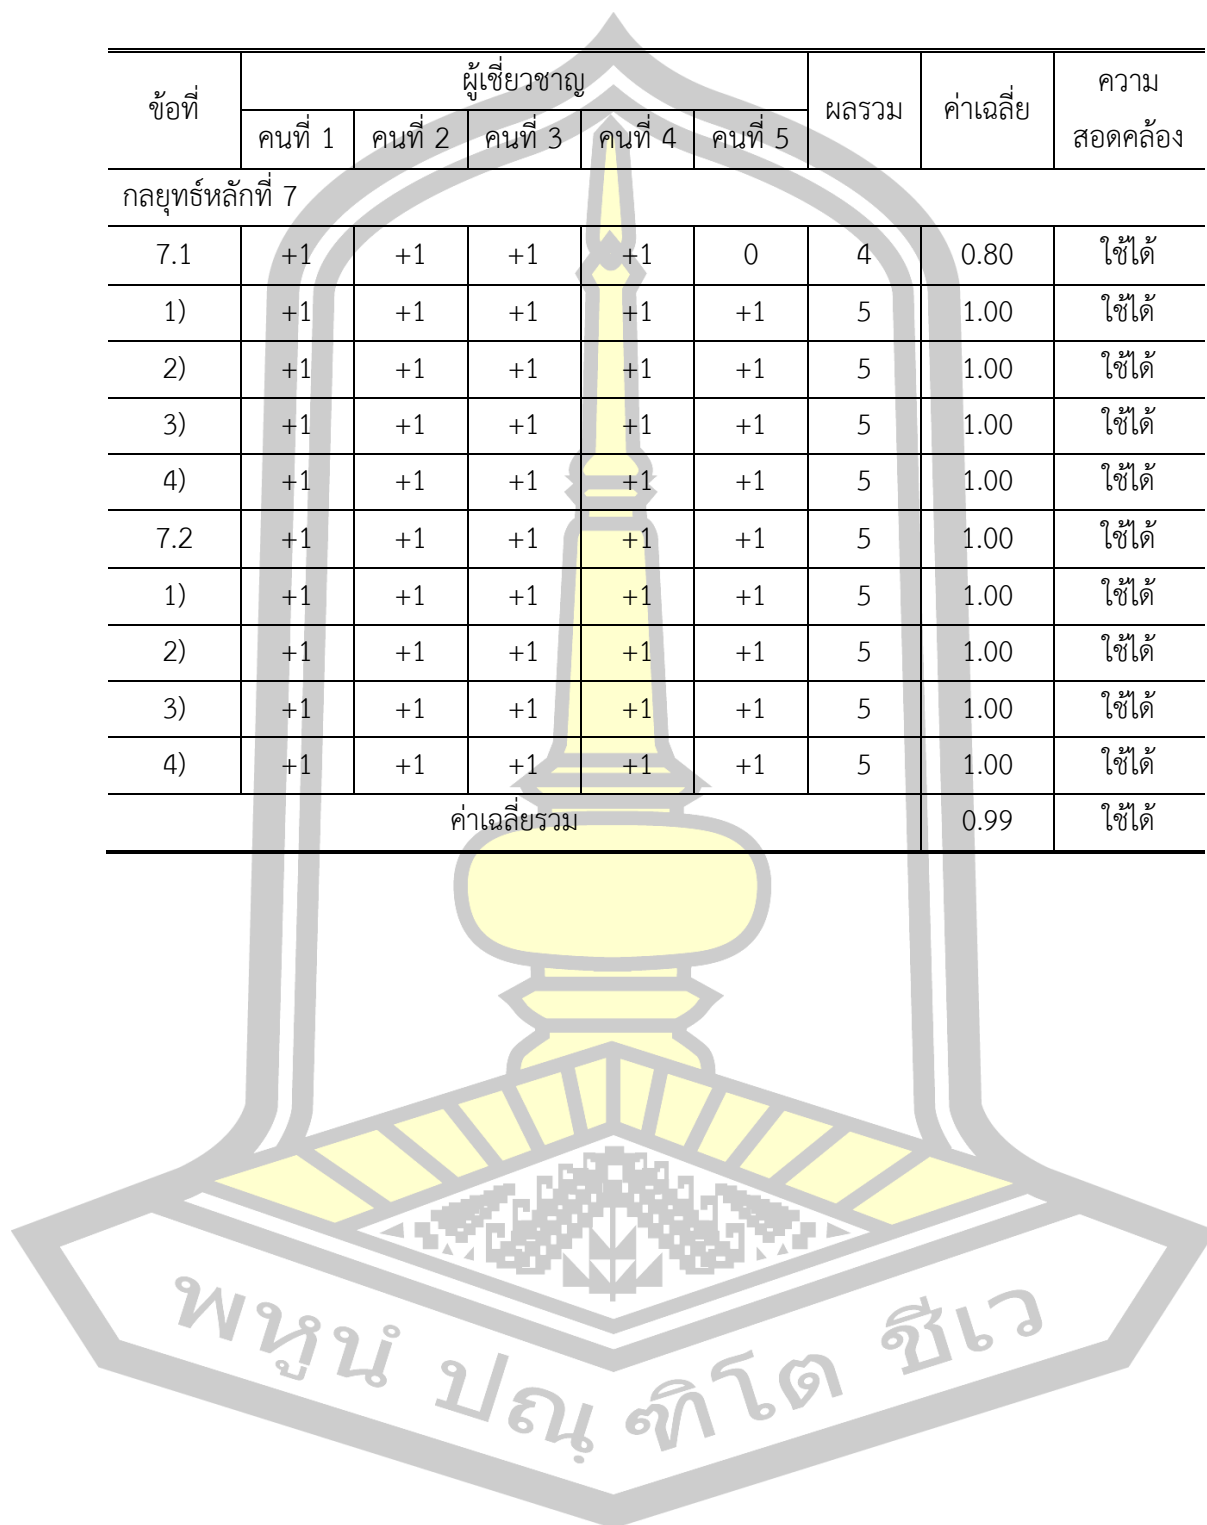 ข้อที่ ผู้เชี่ยวชาญ ผลรวม ค่าเฉลี่ย ความสอดคล้อง
คนที่ 1 คนที่ 2 คนที่ 3 คนที่ 4 คนที่ 5
กลยุทธ์หลักที่ 7
7.1 +1 +1 +1 +1 0 4 0.80 ใช้ได้
1) +1 +1 +1 +1 +1 5 1.00 ใช้ได้
2) +1 +1 +1 +1 +1 5 1.00 ใช้ได้
3) +1 +1 +1 +1 +1 5 1.00 ใช้ได้
4) +1 +1 +1 +1 +1 5 1.00 ใช้ได้
7.2 +1 +1 +1 +1 +1 5 1.00 ใช้ได้
1) +1 +1 +1 +1 +1 5 1.00 ใช้ได้
2) +1 +1 +1 +1 +1 5 1.00 ใช้ได้
3) +1 +1 +1 +1 +1 5 1.00 ใช้ได้
4) +1 +1 +1 +1 +1 5 1.00 ใช้ได้
ค่าเฉลี่ยรวม 0.99 ใช้ได้
พหูนํ ปณฺฑิโต ชีเว